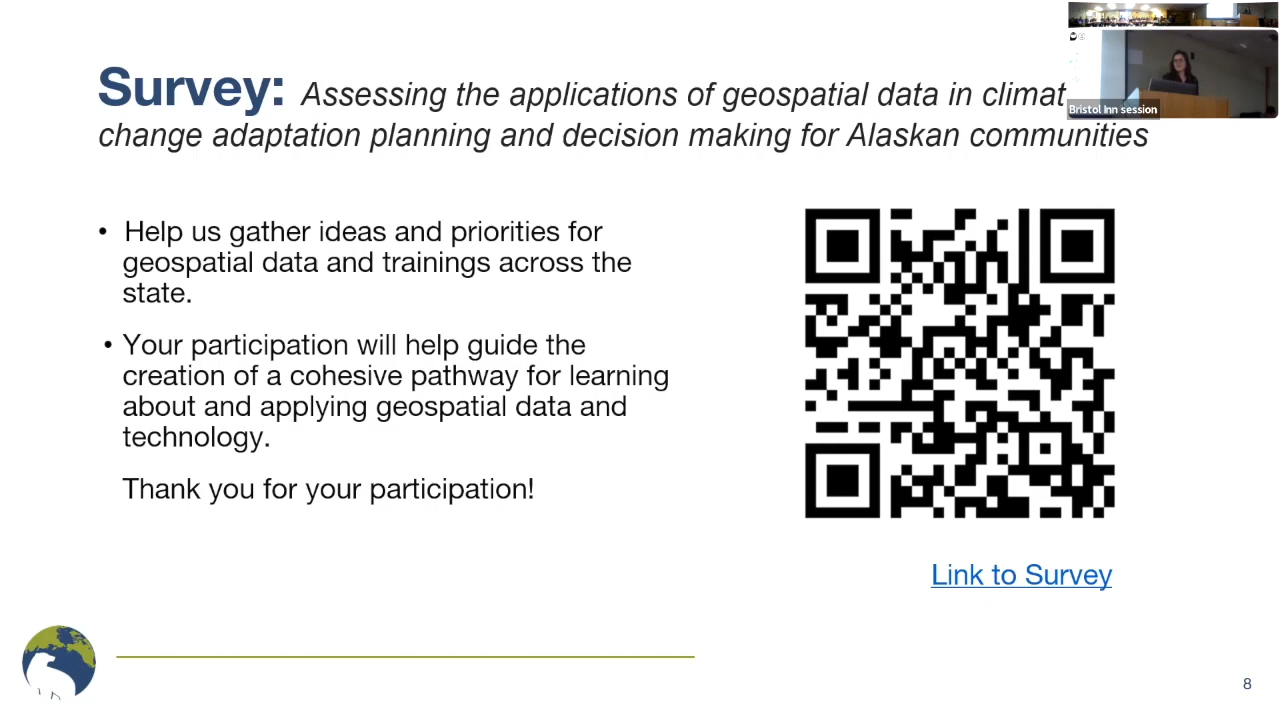 Survey: Assessing the applications of geospatial data in climat
change adaptation planning and decision making for Alaskan communities
Bristol Inn session
• Help us gather ideas and priorities for
geospatial data and trainings across the
state.
• Your participation will help guide the
creation of a cohesive pathway for learning
about and applying geospatial data and
technology.
Thank you for your participation!
Link to Survey
8